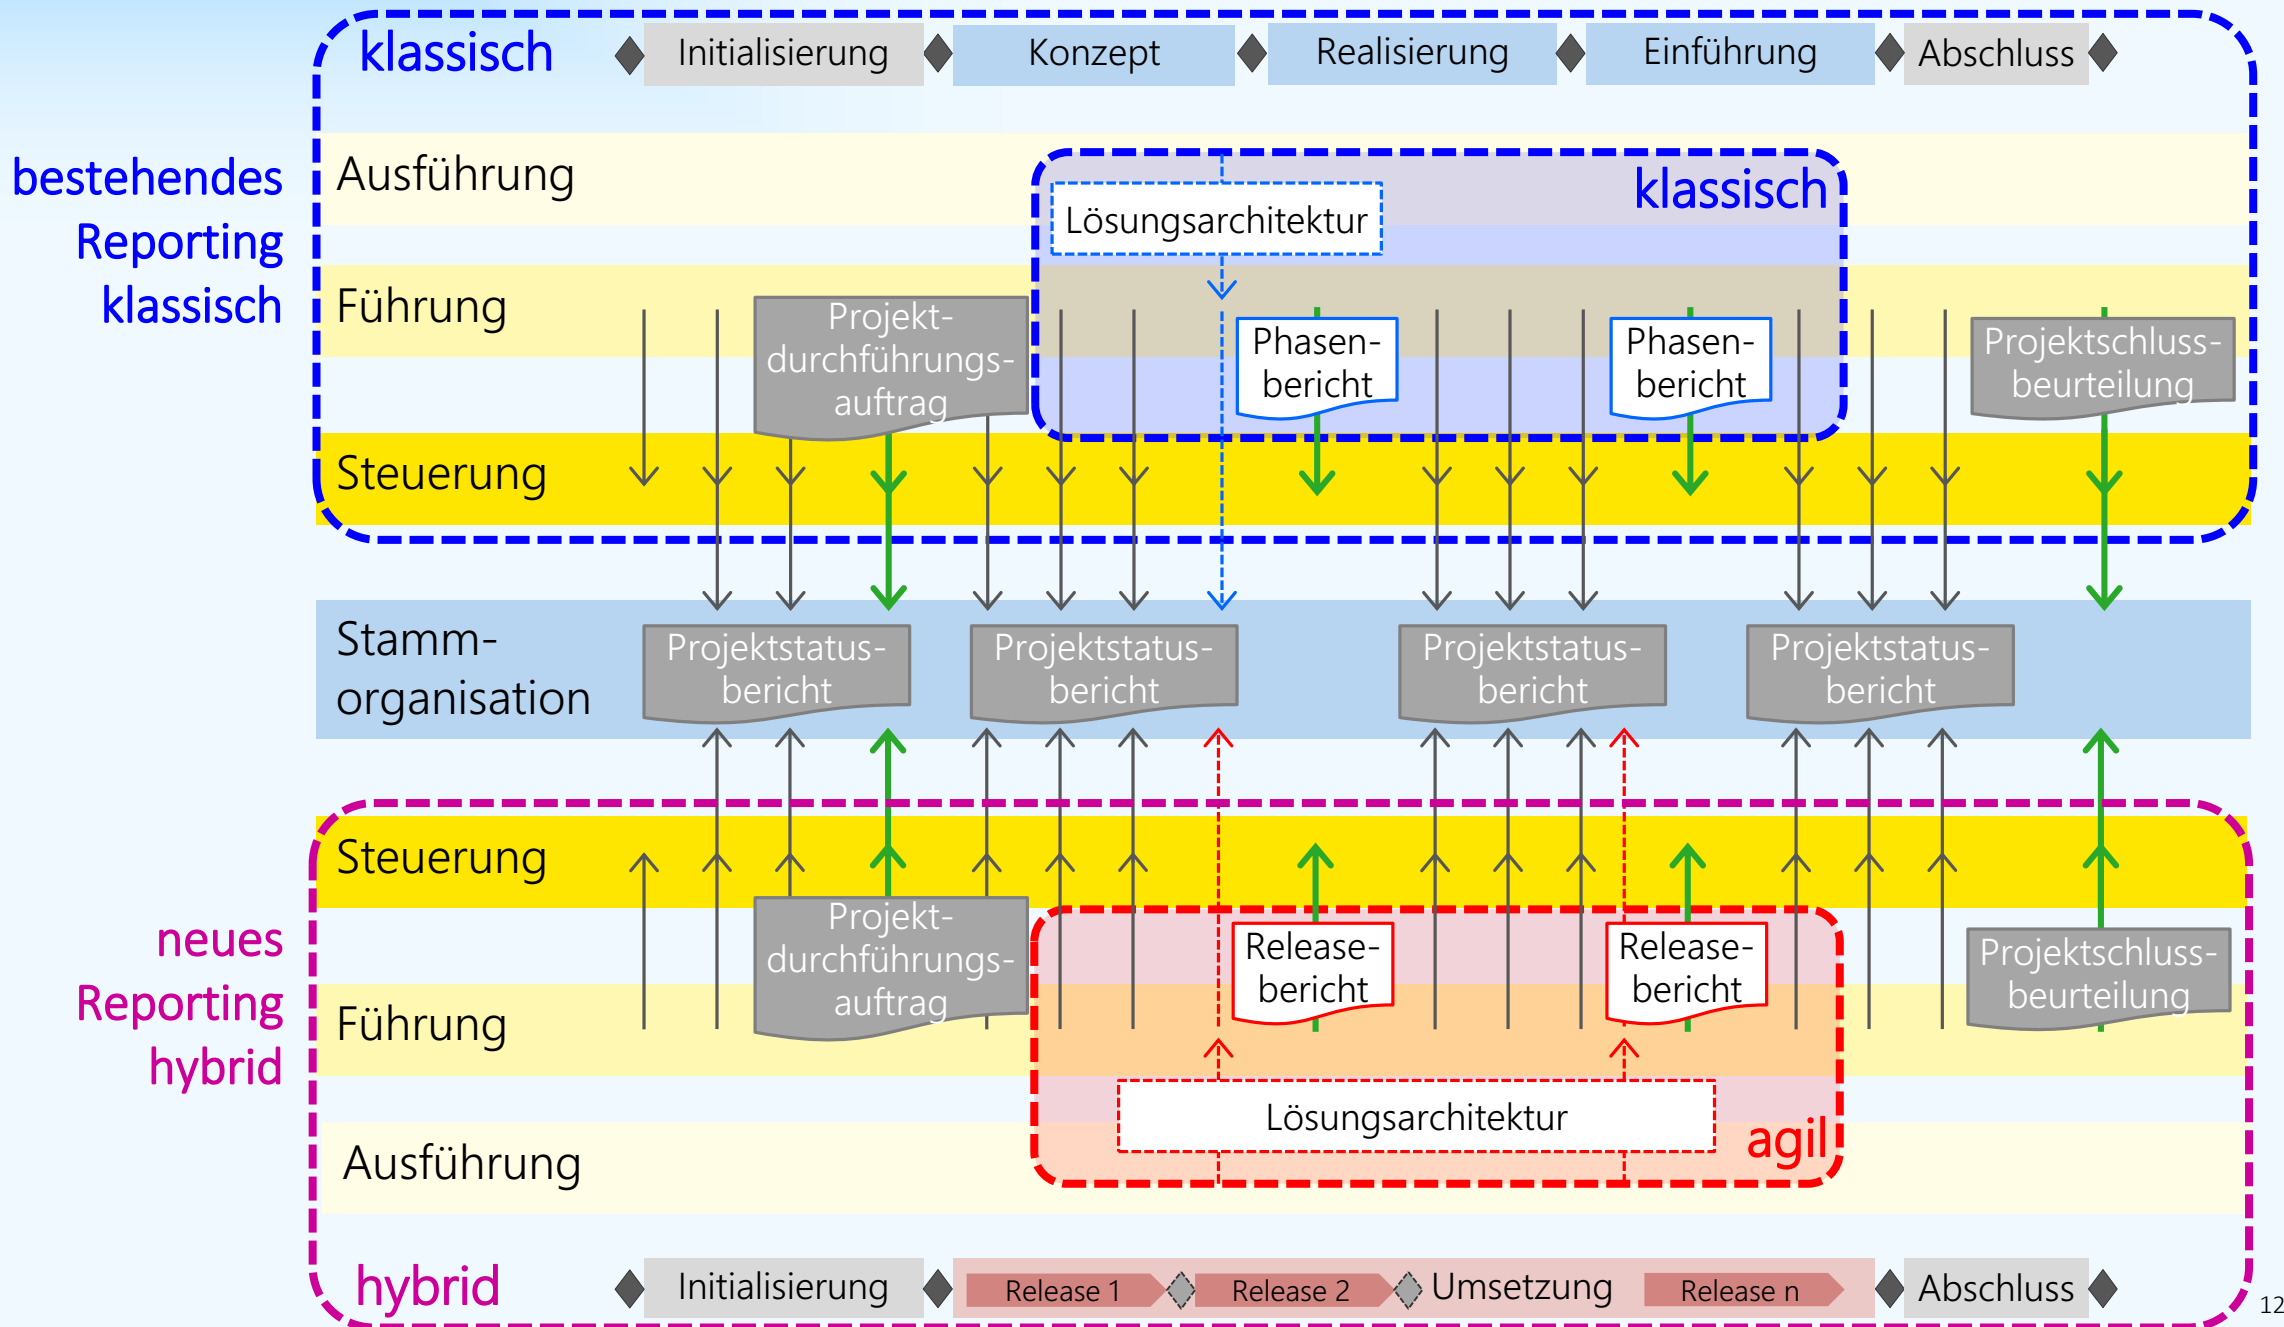 klassisch
Initialisierung
Konzept
Realisierung
Einführung
Abschluss
bestehendes
Reporting
klassisch
Ausführung
klassisch
Lösungsarchitektur
Führung
Projekt-
durchführungs-
auftrag
Phasen-
bericht
Phasen-
bericht
Projektschluss-
beurteilung
Steuerung
Stamm-
organisation
Projektstatus-
bericht
Projektstatus-
bericht
Projektstatus-
bericht
Projektstatus-
bericht
Steuerung
neues
Reporting
hybrid
Projekt-
durchführungs-
auftrag
Release-
bericht
Release-
bericht
Projektschluss-
beurteilung
Führung
Lösungsarchitektur
agil
Ausführung
hybrid
Initialisierung
Release 1
Release 2
Umsetzung
Release n
Abschluss
12